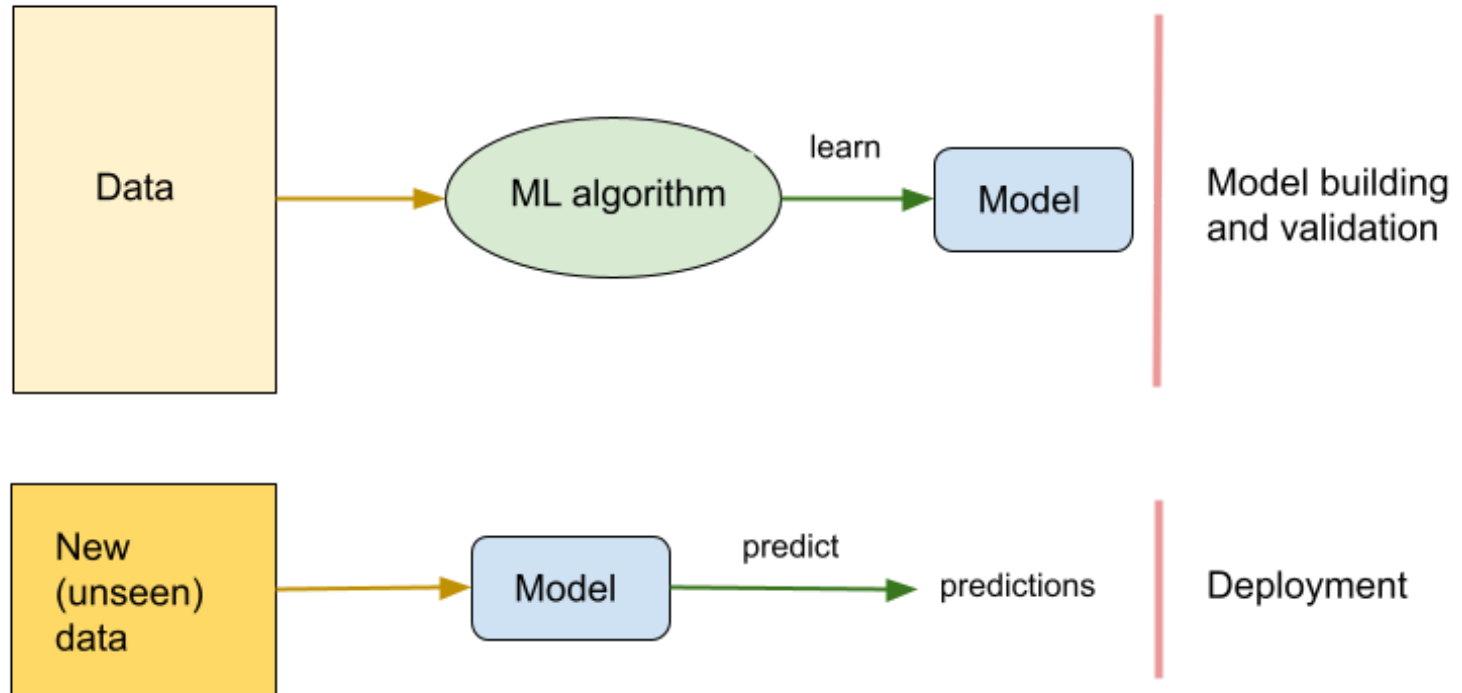 Data
ML algorithm
learn
Model
Model building
and validation
New
(unseen)
data
Model
predict
predictions
Deployment